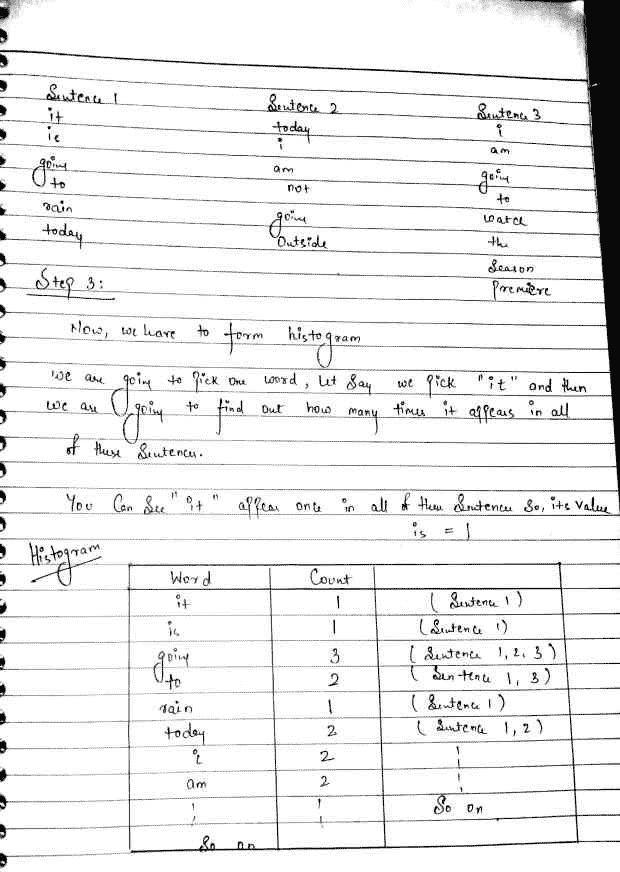 Sentence 1 Sentence 2 Sentence 3
it today i
is i am
going am going
to not to
rain going watch
today Outside the
Season
Premiere
Step 3:
Now, we have to form histogram
We are going to Pick one word, let Say we Pick "it" and then
we are going to find out how many times it appears in all
of these Sentences.
You Can See "it" appear once in all of them Sentence So, its value
is = 1
Histogram
Word Count
it 1 (Sentence 1)
is 1 (Sentence 1)
going 3 (Sentence 1, 2, 3)
to 2 (Sentence 1, 3)
rain 1 (Sentence 1)
today 2 (Sentence 1, 2)
i 2
am 2
So on
So on